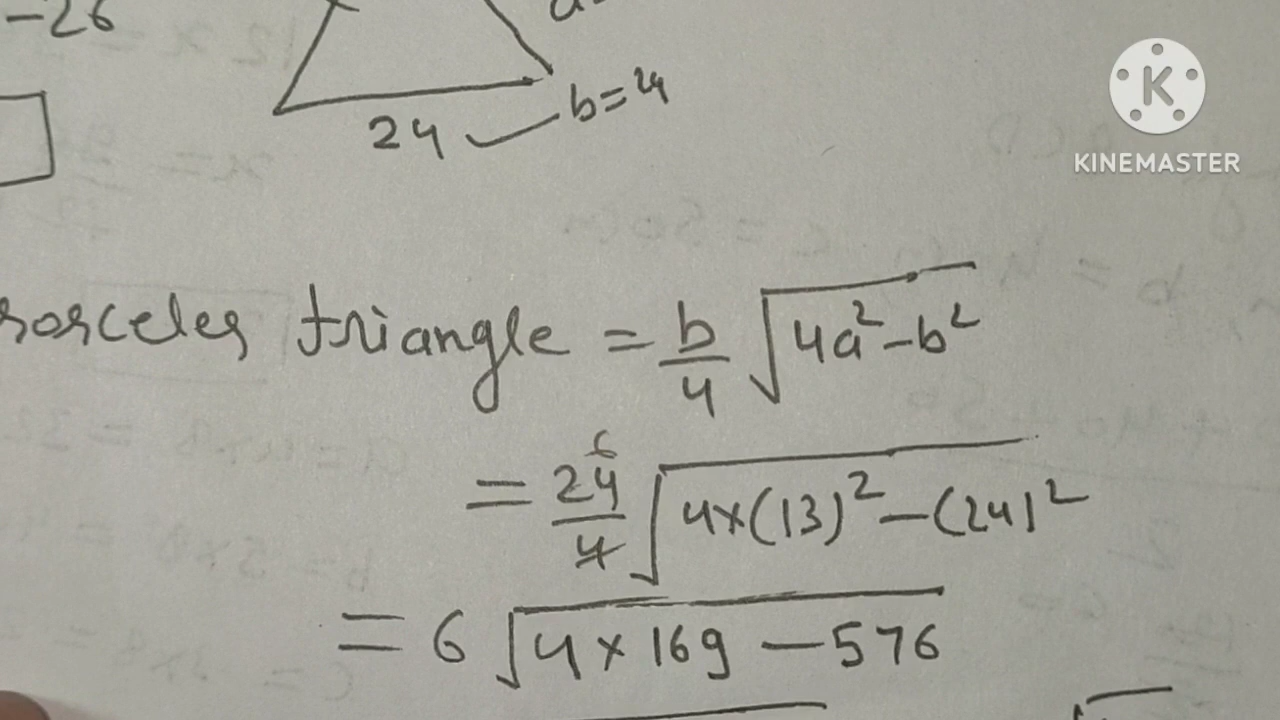 -26
24
b=24
KINEMASTER
triangle = b/4 √4a²-b²
= 24/4 6 √4×(13)²-(24)²
= 6 √4×169-576